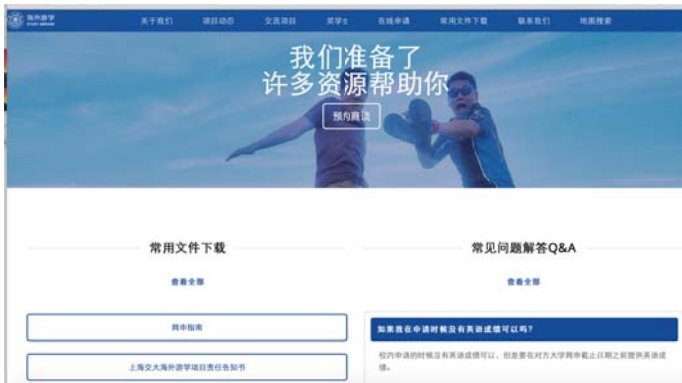 海外游学
STUDY ABROAD
关于我们 项目动态 交流项目 奖学金 在线申请 常用文件下载 联系我们 地图搜索
我们准备了
许多资源帮助你
预约面谈
常用文件下载
查看全部
网申指南
上海交大海外游学项目责任告知书
常见问题解答Q&A
查看全部
如果我在申请时候没有英语成绩可以吗?
校内申请的时候没有英语成绩可以,但是要在对方大学网申截止日期之前提供英语成
绩。